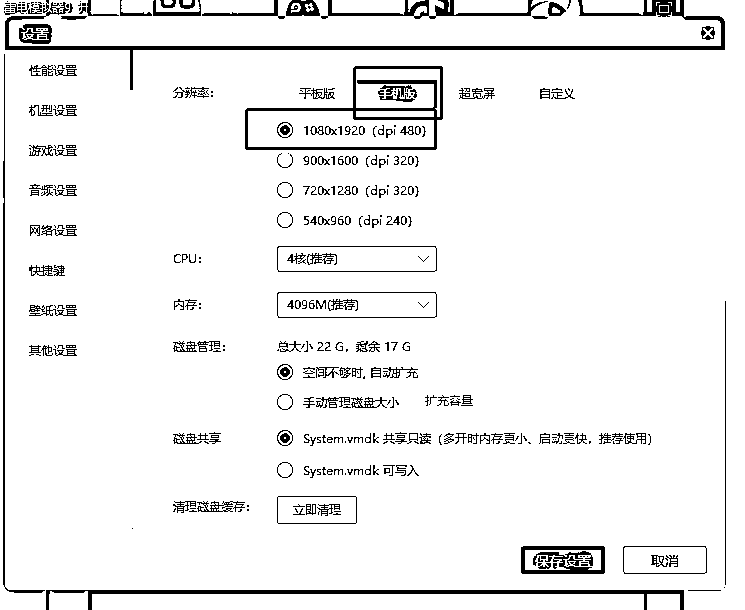 雷电模拟器9
设置
性能设置
机型设置
游戏设置
音频设置
网络设置
快捷键
壁纸设置
其他设置
分辨率: 平板版 手机版 超宽屏 自定义
1080x1920 (dpi 480)
900x1600 (dpi 320)
720x1280 (dpi 320)
540x960 (dpi 240)
CPU: 4核(推荐)
内存: 4096M(推荐)
磁盘管理: 总大小 22 G，剩余 17 G
空间不够时, 自动扩充
手动管理磁盘大小 扩充容量
磁盘共享 System.vmdk 共享只读 (多开时内存更小、启动更快，推荐使用)
System.vmdk 可写入
清理磁盘缓存: 立即清理
保存设置 取消